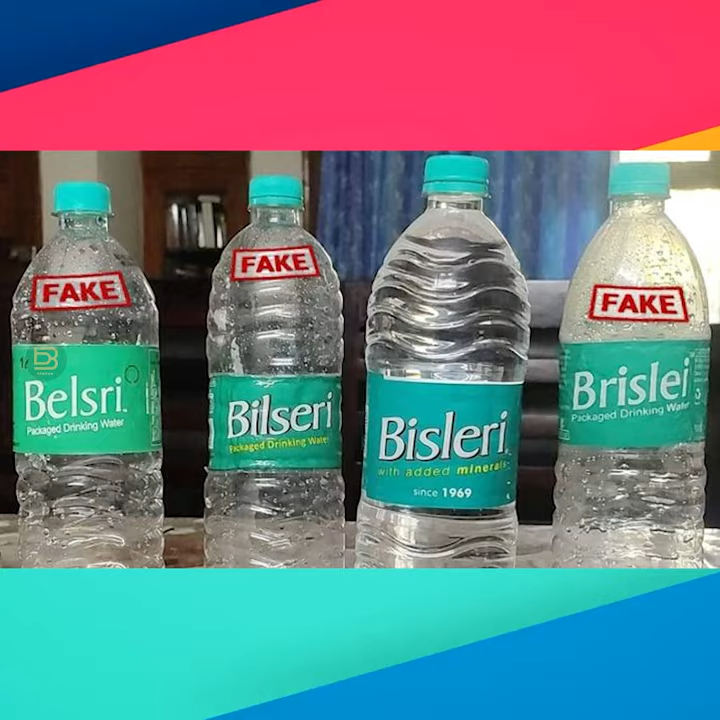 FAKE
Belsri
Packaged Drinking Water
FAKE
Bilseri
Packaged Drinking Water
Bisleri
with added minerals
since 1969
FAKE
Brislei
Packaged Drinking Water